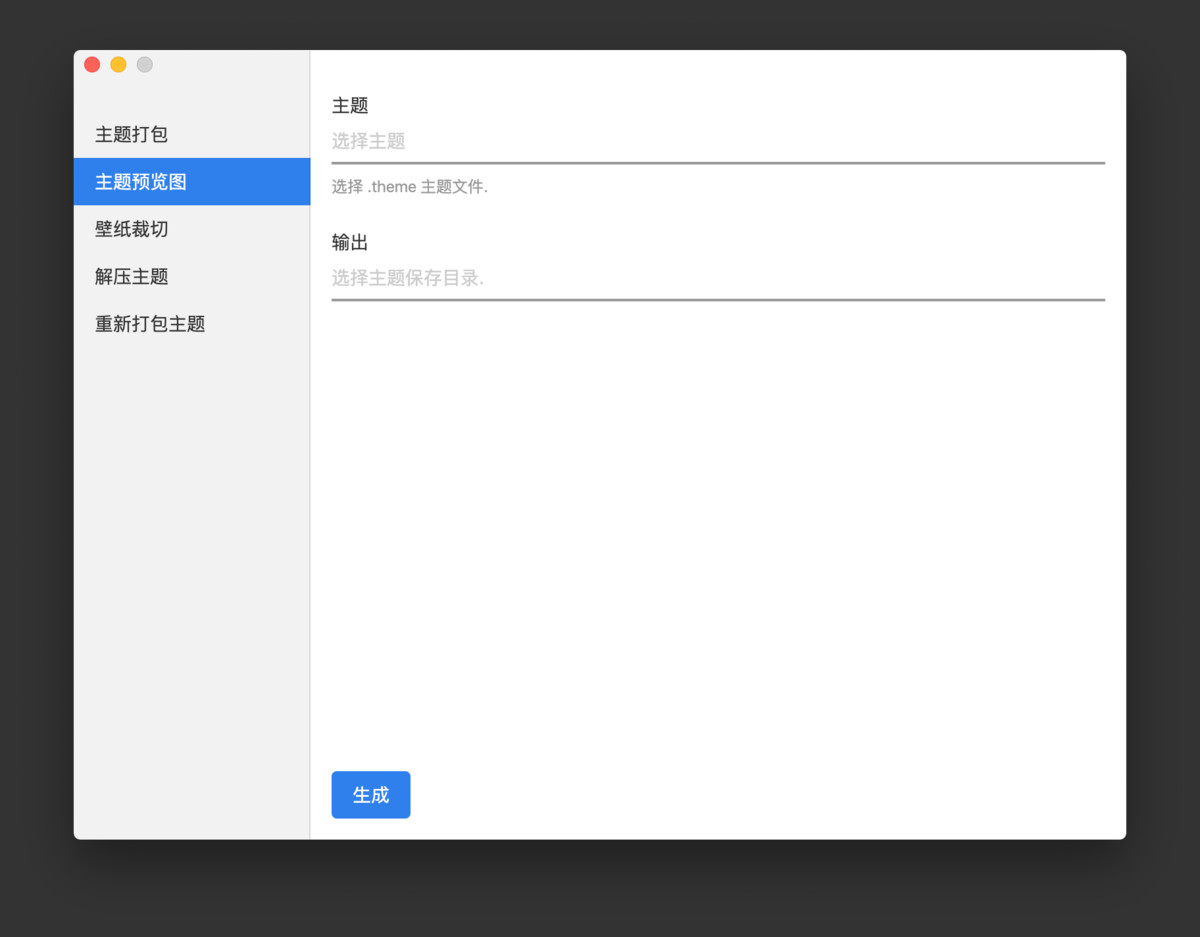 主题打包
主题预览图
壁纸裁切
解压主题
重新打包主题
主题
选择主题
选择 .theme 主题文件.
输出
选择主题保存目录.
生成